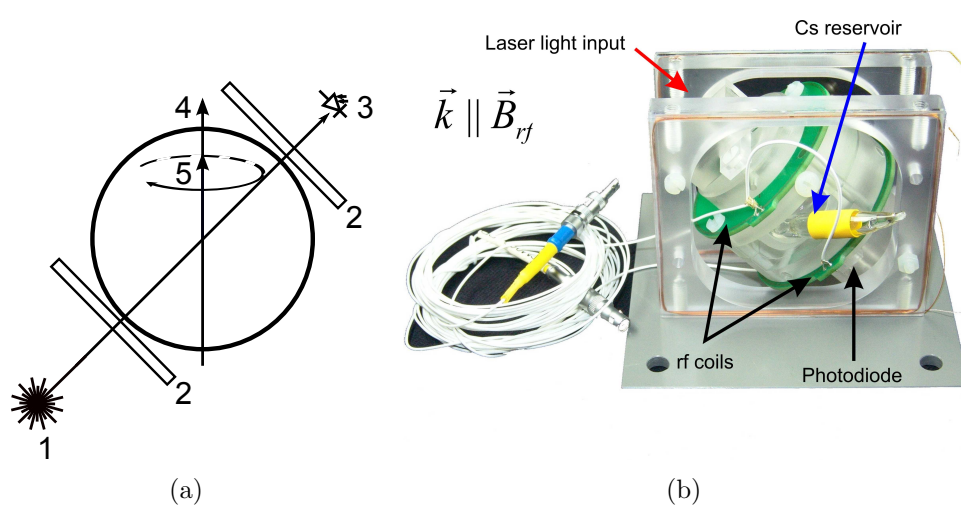 4
3
5
2
2
1
(a)
Laser light input
Cs reservoir
k⃗ ∥ B⃗rf
rf coils
Photodiode
(b)